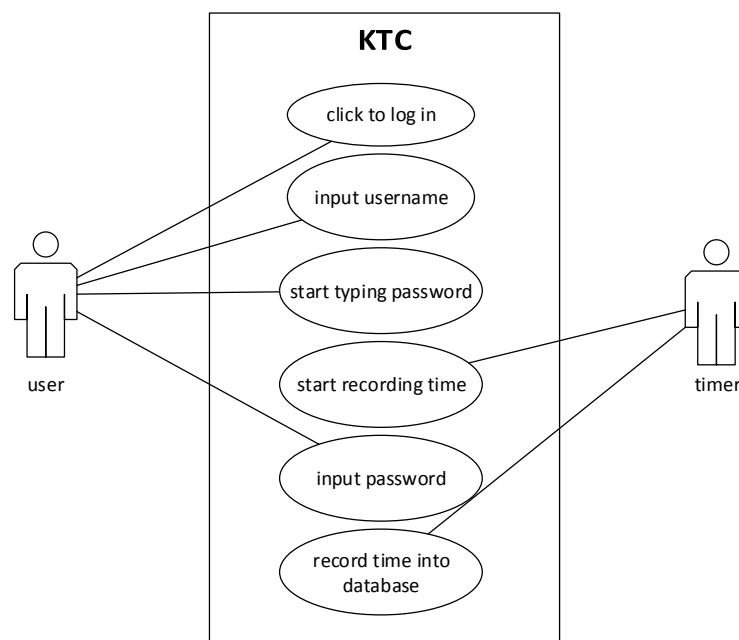 KTC
click to log in
input username
start typing password
start recording time
input password
record time into
database
user
timer